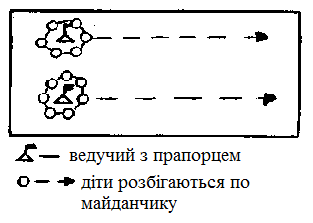 — ведучий з прапорцем
— діти розбігаються по
майданчику